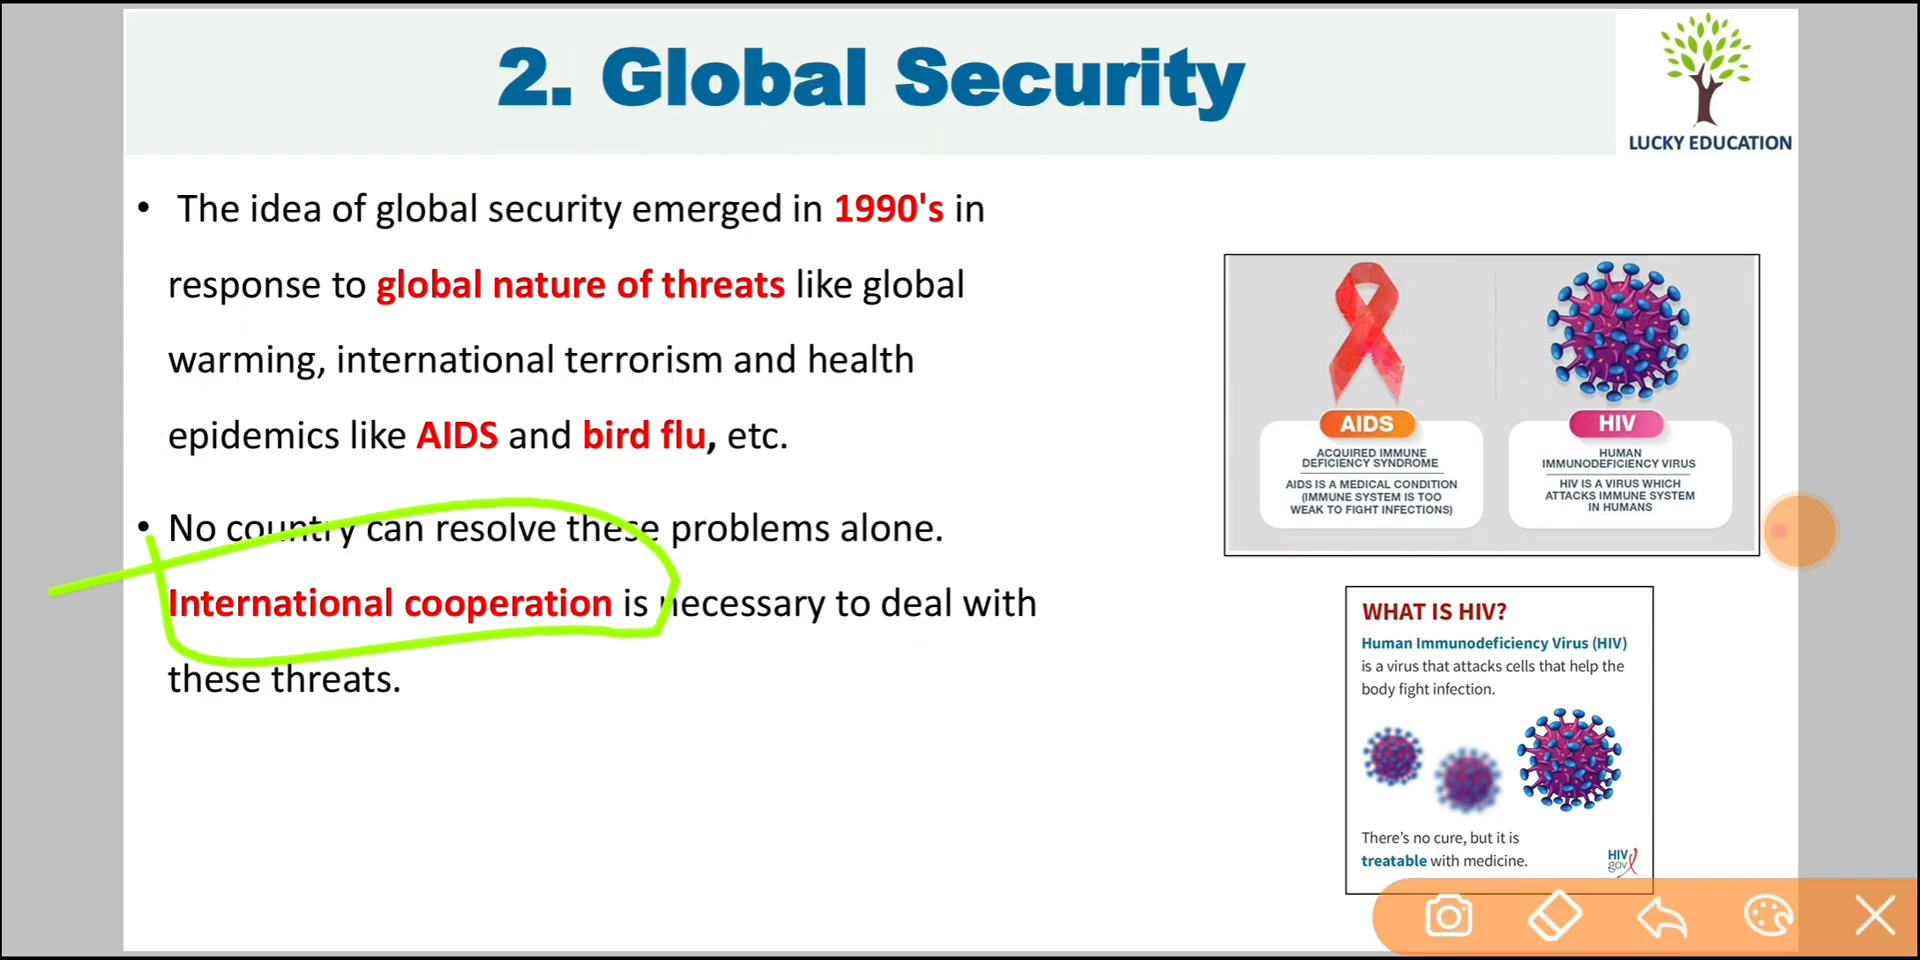 2. Global Security
LUCKY EDUCATION
• The idea of global security emerged in 1990's in
response to global nature of threats like global
warming, international terrorism and health
epidemics like AIDS and bird flu, etc.
• No country can resolve these problems alone.
International cooperation is necessary to deal with
these threats.
AIDS
ACQUIRED IMMUNE
DEFICIENCY SYNDROME
AIDS IS A MEDICAL CONDITION
(IMMUNE SYSTEM IS TOO
WEAK TO FIGHT INFECTIONS)
HIV
HUMAN
IMMUNODEFICIENCY VIRUS
HIV IS A VIRUS WHICH
ATTACKS IMMUNE SYSTEM
IN HUMANS
WHAT IS HIV?
Human Immunodeficiency Virus (HIV)
is a virus that attacks cells that help the
body fight infection.
There's no cure, but it is
treatable with medicine.
HIV
gov